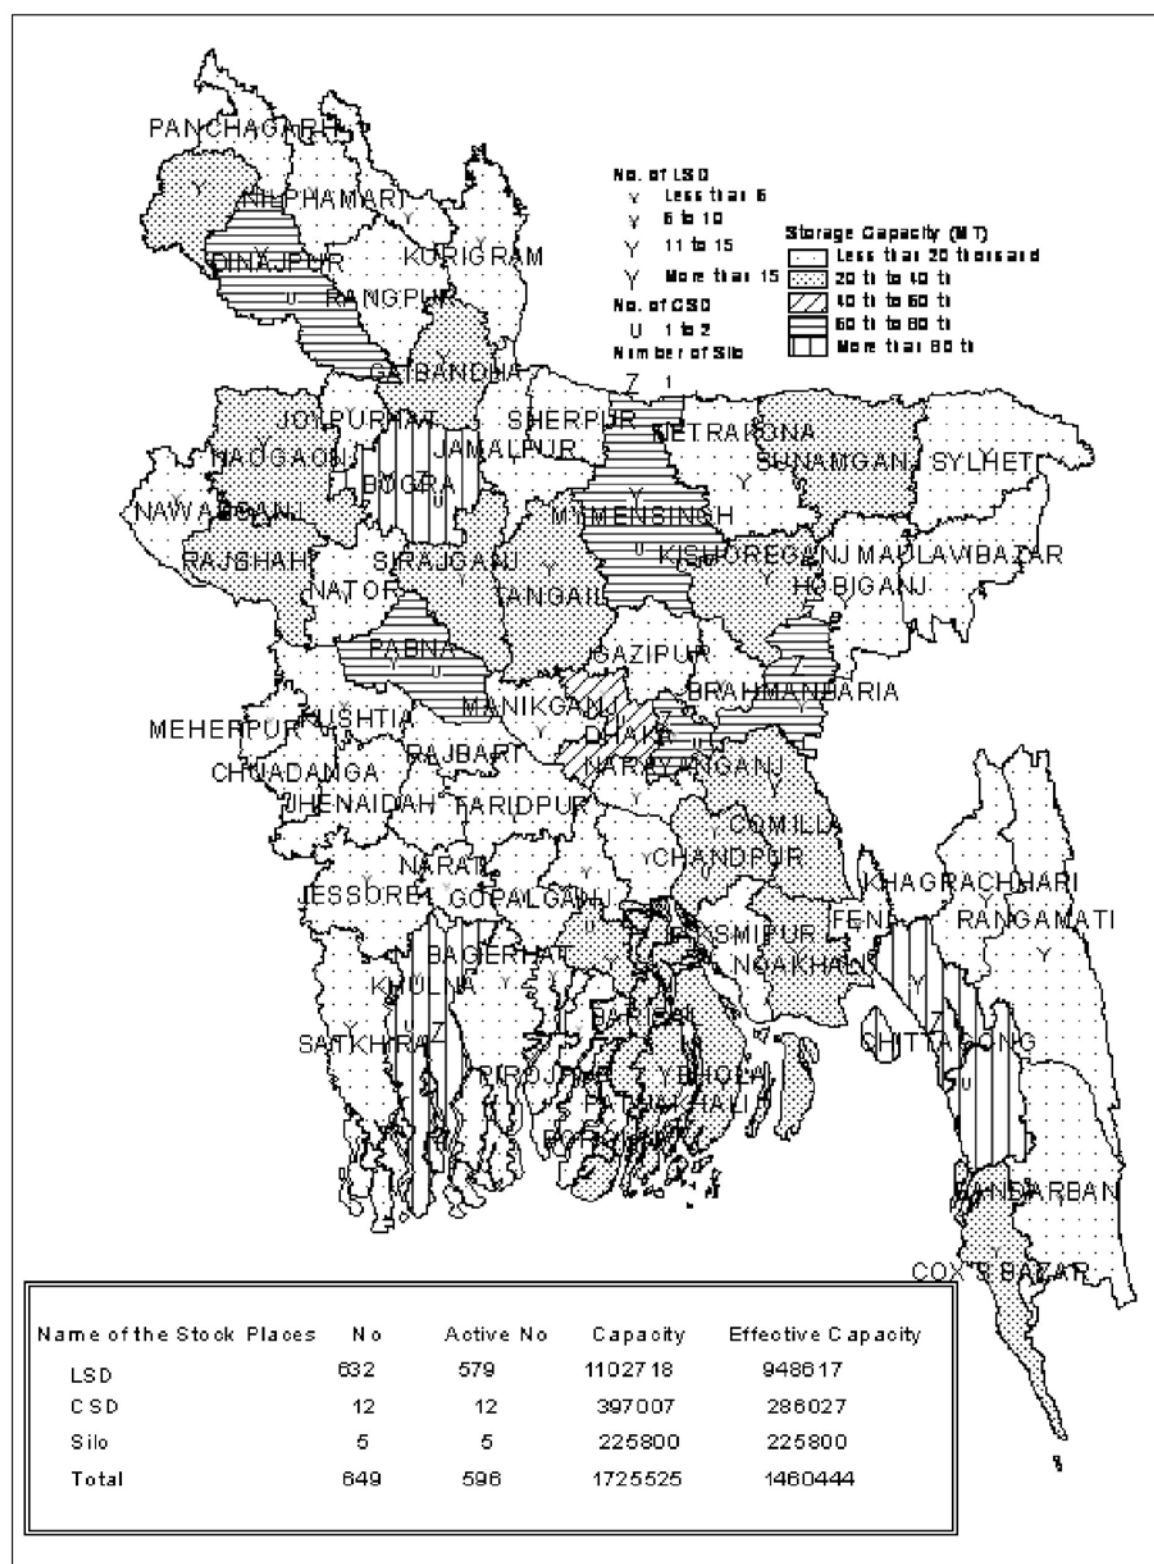 PANCHAGARH
NILPHAMARI
DINAJPUR
KURIGRAM
RANGPUR
GAIBANDHA
JOYPURHAT
SHERPUR
JAMALPUR
NETRAKONA
SUNAMGANJ
SYLHET
NAOGAON
BOGRA
NAWABGANJ
MYMENSINGH
RAJSHAHI
SIRAJGANJ
KISHOREGANJ
MAULAVIBAZAR
NATOR
TANGAIL
HOBIGANJ
PABNA
GAZIPUR
BRAHMANBARIA
MANIKGANJ
MEHERPUR
KUSHTIA
DHAKA
RAJBARI
CHUADANGA
NARAYANGANJ
JHENAIDAH
FARIDPUR
COMILLA
CHANDPUR
NARAIL
JESSORE
GOPALGANJ
KHAGRACHHARI
FENI
RANGAMATI
NOAKHALI
BAGERHAT
KHULNA
BARISAL
SATKHIRA
CHITTAGONG
PIROJPUR
BHOLA
PATUAKHALI
BANDARBAN
COX'S BAZAR
No. of LSD
Y Less than 6
Y 6 to 10
Y 11 to 15
Y More than 15
No. of CSD
U 1 to 2
Number of Silo
Z 1
Storage Capacity (MT)
Less than 20 thousand
20 th to 40 th
40 th to 60 th
60 th to 80 th
More than 80 th
Name of the Stock Places No Active No Capacity Effective Capacity
LSD 632 579 1102718 948617
CSD 12 12 397007 286027
Silo 5 5 225800 225800
Total 649 596 1725525 1460444